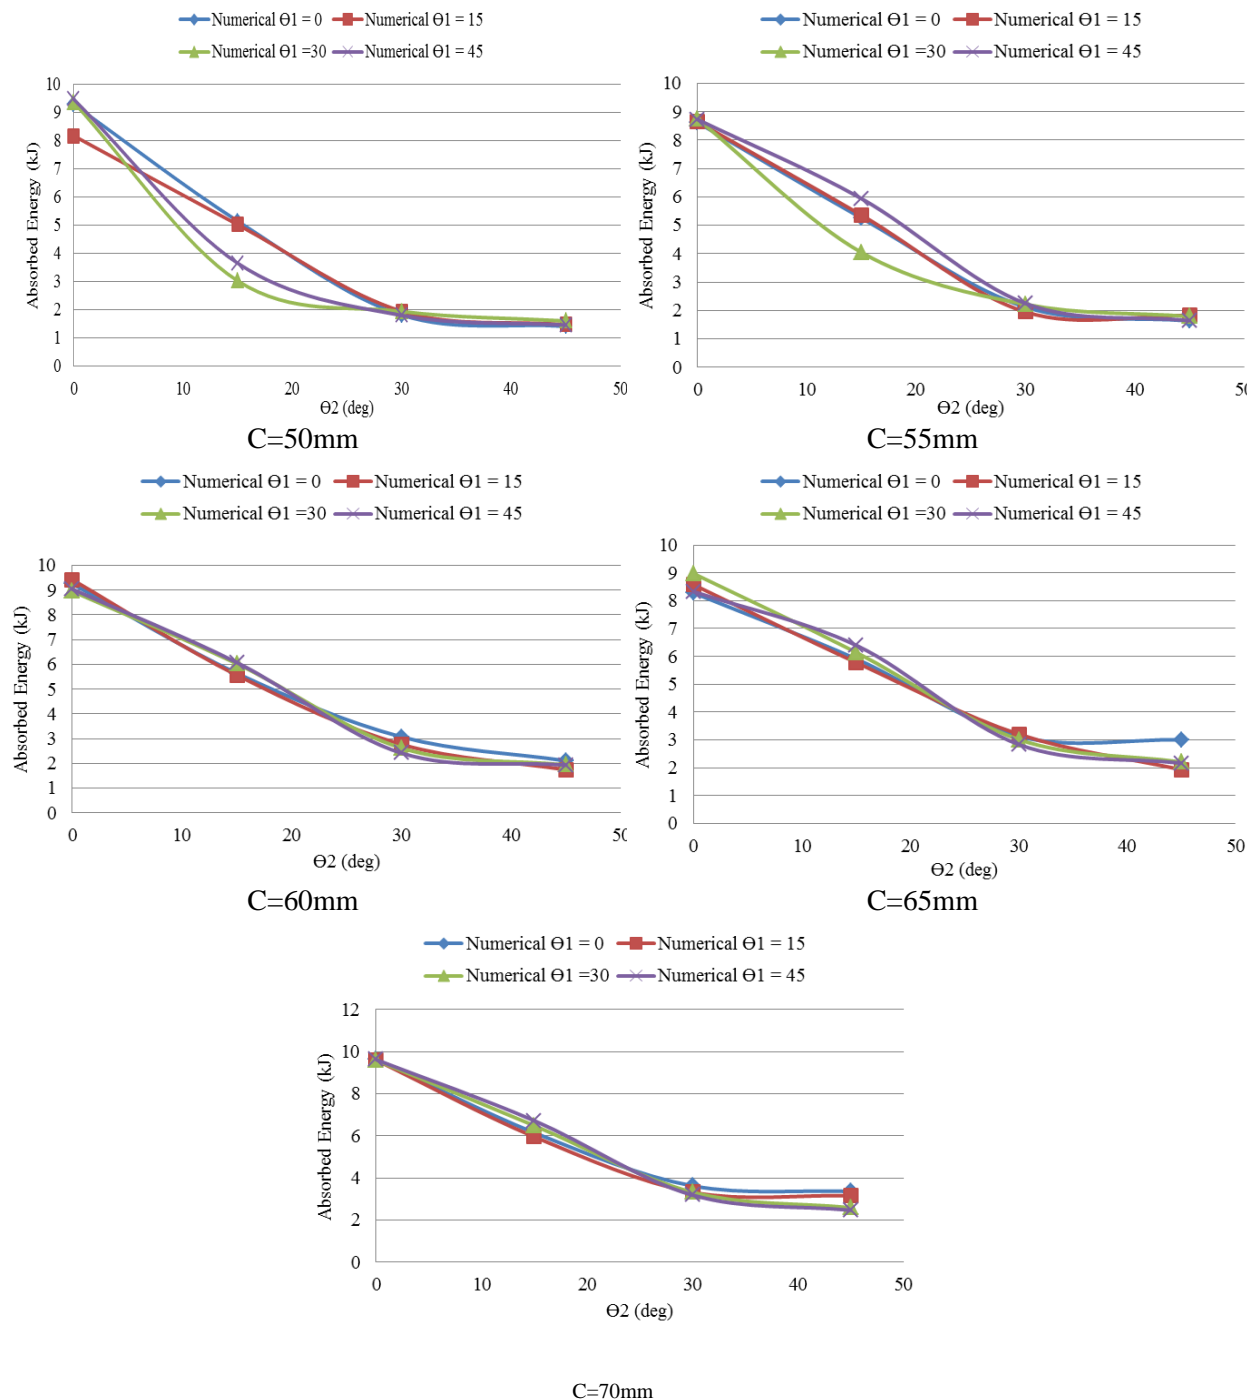 Numerical ϴ1 = 0 Numerical ϴ1 = 15
Numerical ϴ1 =30 Numerical ϴ1 = 45
10
9
8
7
6
5
4
3
2
1
0
Absorbed Energy (kJ)
0 10 20 30 40 50
ϴ2 (deg)
C=50mm
Numerical ϴ1 = 0 Numerical ϴ1 = 15
Numerical ϴ1 =30 Numerical ϴ1 = 45
10
9
8
7
6
5
4
3
2
1
0
Absorbed Energy (kJ)
0 10 20 30 40 50
ϴ2 (deg)
C=55mm
Numerical ϴ1 = 0 Numerical ϴ1 = 15
Numerical ϴ1 =30 Numerical ϴ1 = 45
10
9
8
7
6
5
4
3
2
1
0
Absorbed Energy (kJ)
0 10 20 30 40 50
ϴ2 (deg)
C=60mm
Numerical ϴ1 = 0 Numerical ϴ1 = 15
Numerical ϴ1 =30 Numerical ϴ1 = 45
10
9
8
7
6
5
4
3
2
1
0
Absorbed Energy (kJ)
0 10 20 30 40 50
ϴ2 (deg)
C=65mm
Numerical ϴ1 = 0 Numerical ϴ1 = 15
Numerical ϴ1 =30 Numerical ϴ1 = 45
12
10
8
6
4
2
0
Absorbed Energy (kJ)
0 10 20 30 40 50
ϴ2 (deg)
C=70mm